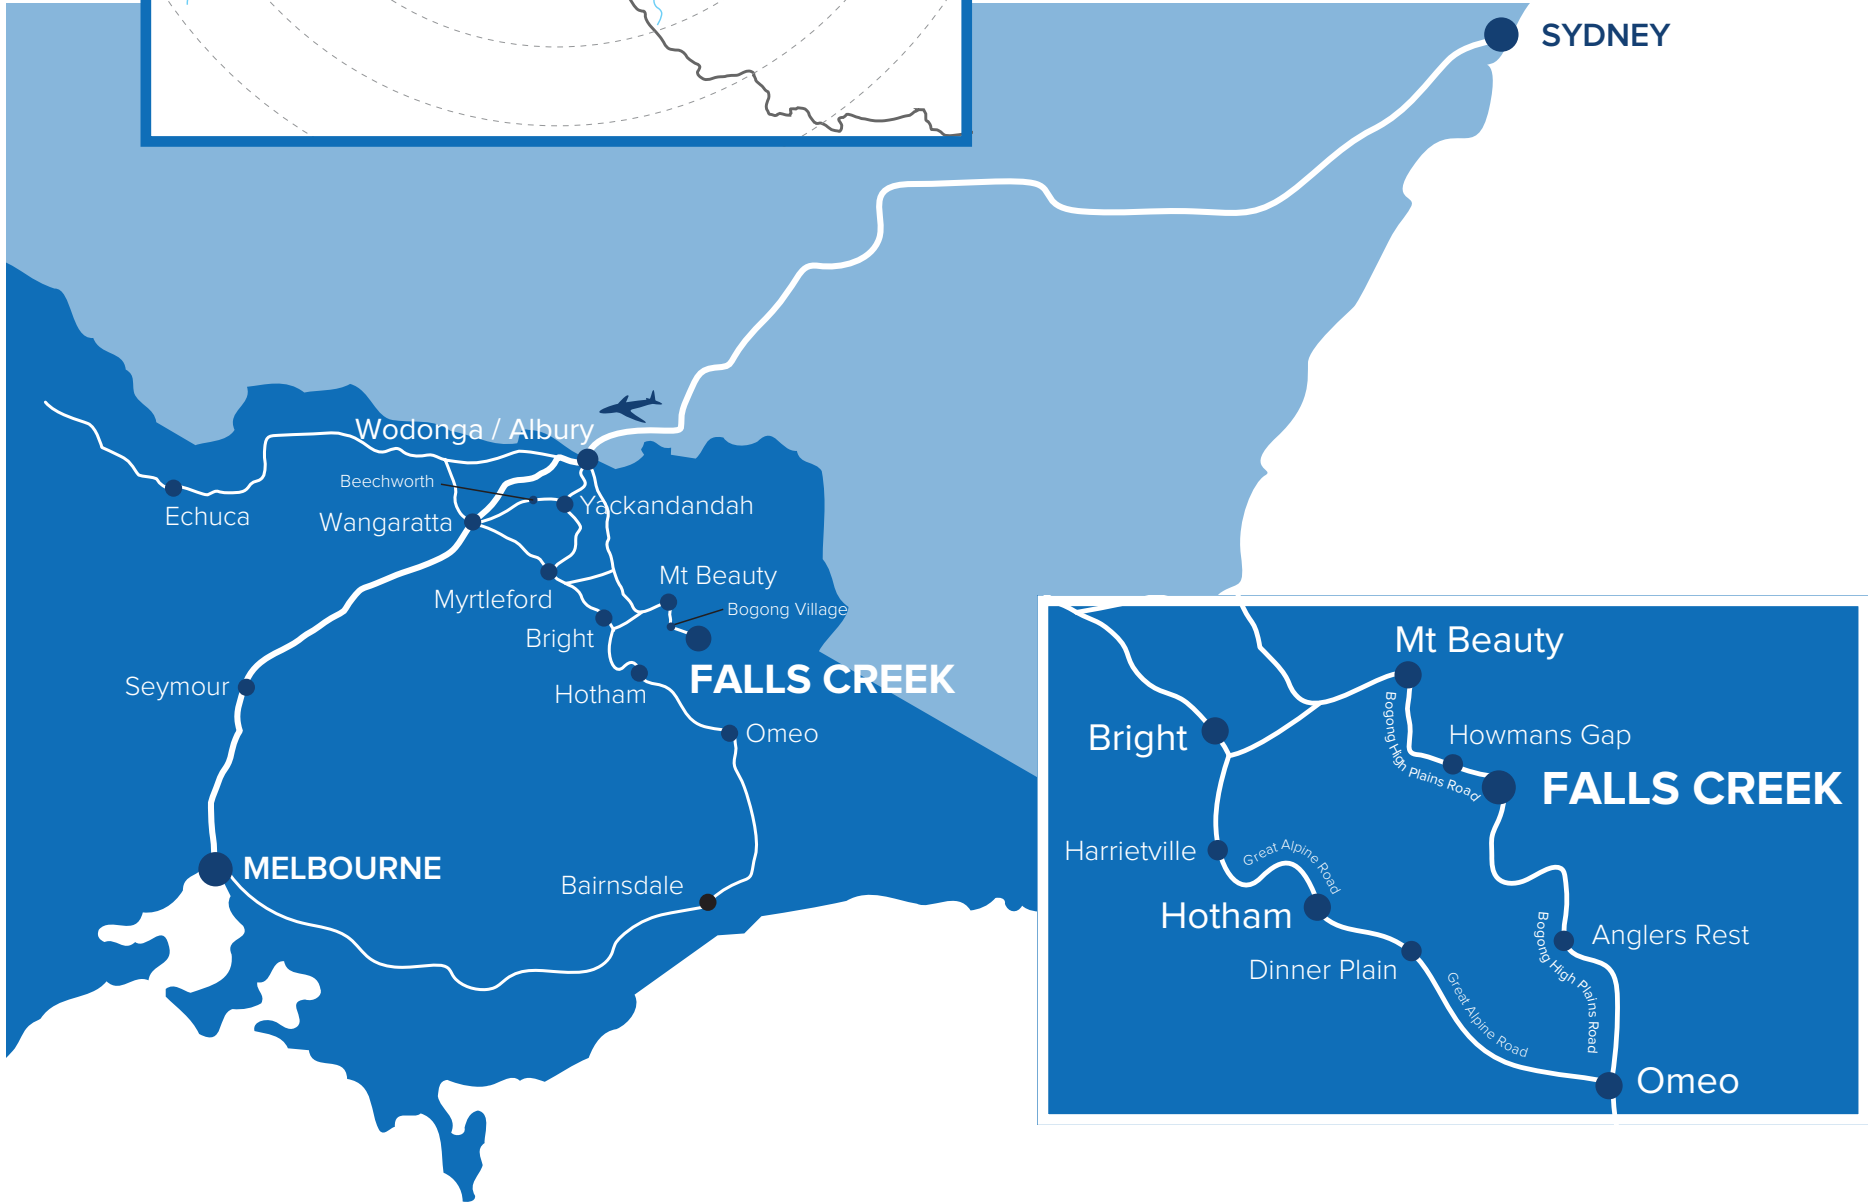 SYDNEY
Wodonga / Albury
Beechworth
Yackandandah
Echuca
Wangaratta
Mt Beauty
Myrtleford
Bogong Village
Bright
FALLS CREEK
Seymour
Hotham
Omeo
MELBOURNE
Bairnsdale
Mt Beauty
Bogong High Plains Road
Bright
Howmans Gap
FALLS CREEK
Harrietville
Great Alpine Road
Hotham
Anglers Rest
Bogong High Plains Road
Dinner Plain
Great Alpine Road
Omeo